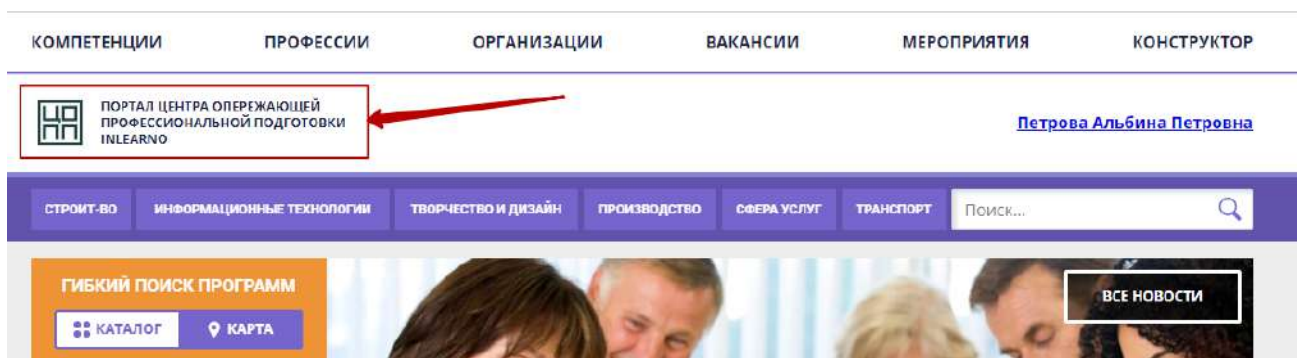 КОМПЕТЕНЦИИ ПРОФЕССИИ ОРГАНИЗАЦИИ ВАКАНСИИ МЕРОПРИЯТИЯ КОНСТРУКТОР
ЦОПП
ПОРТАЛ ЦЕНТРА ОПЕРЕЖАЮЩЕЙ
ПРОФЕССИОНАЛЬНОЙ ПОДГОТОВКИ
INLEARNO
Петрова Альбина Петровна
СТРОИТ-ВО ИНФОРМАЦИОННЫЕ ТЕХНОЛОГИИ ТВОРЧЕСТВО И ДИЗАЙН ПРОИЗВОДСТВО СФЕРА УСЛУГ ТРАНСПОРТ Поиск...
ГИБКИЙ ПОИСК ПРОГРАММ
ВСЕ НОВОСТИ
КАТАЛОГ КАРТА